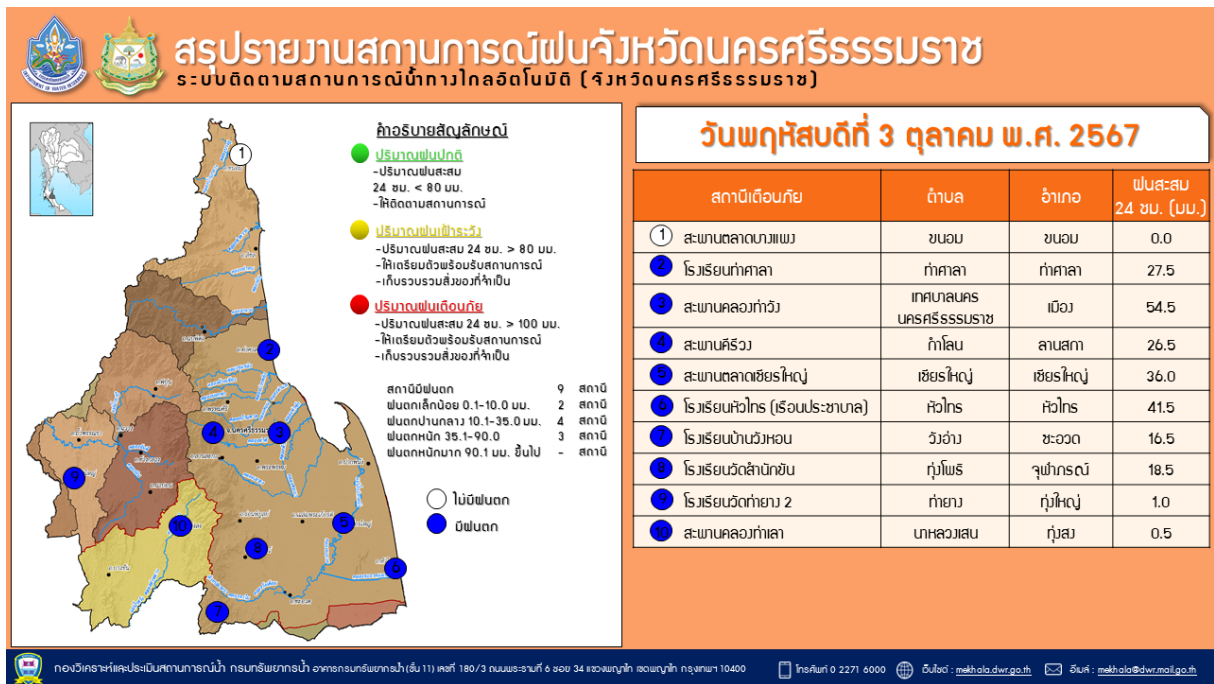 สรุปรายงานสถานการณ์ฝนจังหวัดนครศรีธรรมราช
ระบบติดตามสถานการณ์น้ำทางไกลอัตโนมัติ (จังหวัดนครศรีธรรมราช)
คำอธิบายสัญลักษณ์
ปริมาณฝนปกติ
-ปริมาณฝนสะสม
24 ชม. < 80 มม.
-ให้ติดตามสถานการณ์
ปริมาณฝนเฝ้าระวัง
-ปริมาณฝนสะสม 24 ชม. > 80 มม.
-ให้เตรียมตัวพร้อมรับสถานการณ์
-เก็บรวบรวมสิ่งของที่จำเป็น
ปริมาณฝนเตือนภัย
-ปริมาณฝนสะสม 24 ชม. > 100 มม.
-ให้เตรียมตัวพร้อมรับสถานการณ์
-เก็บรวบรวมสิ่งของที่จำเป็น
สถานีมีฝนตก 9 สถานี
ฝนตกเล็กน้อย 0.1-10.0 มม. 2 สถานี
ฝนตกปานกลาง 10.1-35.0 มม. 4 สถานี
ฝนตกหนัก 35.1-90.0 3 สถานี
ฝนตกหนักมาก 90.1 มม. ขึ้นไป - สถานี
ไม่มีฝนตก
มีฝนตก
1
2
4 จ.นครศรีธรรมราช 3
9
10
5
8
6
7
วันพฤหัสบดีที่ 3 ตุลาคม พ.ศ. 2567
สถานีเตือนภัย ตำบล อำเภอ ฝนสะสม 24 ชม. (มม.)
1 สะพานตลาดบางแพง ขนอม ขนอม 0.0
2 โรงเรียนท่าศาลา ท่าศาลา ท่าศาลา 27.5
3 สะพานคลองท่าวัง เทศบาลนครนครศรีธรรมราช เมือง 54.5
4 สะพานคีรีวง กำโลน ลานสกา 26.5
5 สะพานตลาดเชียรใหญ่ เชียรใหญ่ เชียรใหญ่ 36.0
6 โรงเรียนหัวไทร (เรือนประชาบาล) หัวไทร หัวไทร 41.5
7 โรงเรียนบ้านวังหอน วังอ่าง ชะอวด 16.5
8 โรงเรียนวัดสำนักขัน ทุ่งโพธิ จุฬาภรณ์ 18.5
9 โรงเรียนวัดท่ายาง 2 ท่ายาง ทุ่งใหญ่ 1.0
10 สะพานคลองท่าเลา นาหลวงเสน ทุ่งสง 0.5
กองวิเคราะห์และประเมินสถานการณ์น้ำ กรมทรัพยากรน้ำ อาคารกรมทรัพยากรน้ำ (ชั้น 11) เลขที่ 180/3 ถนนพระรามที่ 6 ซอย 34 แขวงพญาไท เขตพญาไท กรุงเทพฯ 10400 โทรศัพท์ 0 2271 6000 เว็บไซต์ : mekhala.dwr.go.th อีเมล์ : mekhala@dwr.mail.go.th